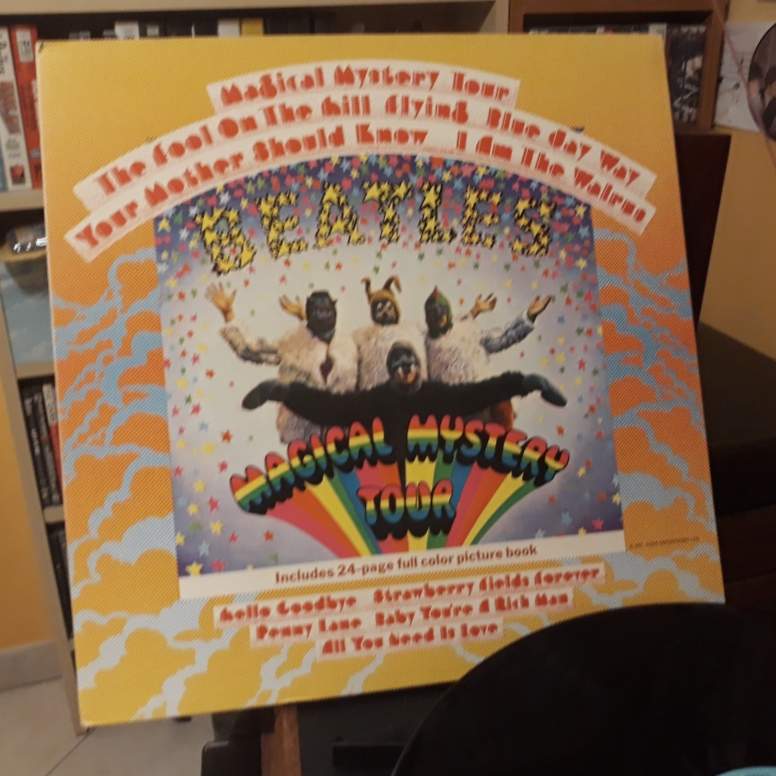 Magical Mystery Tour
The Fool On The Hill Flying Blue Jay Way
Your Mother Should Know I Am The Walrus
BEATLES
MAGICAL MYSTERY
TOUR
Includes 24-page full color picture book
Hello Goodbye Strawberry Fields Forever
Penny Lane Baby You're A Rich Man
All You Need Is Love